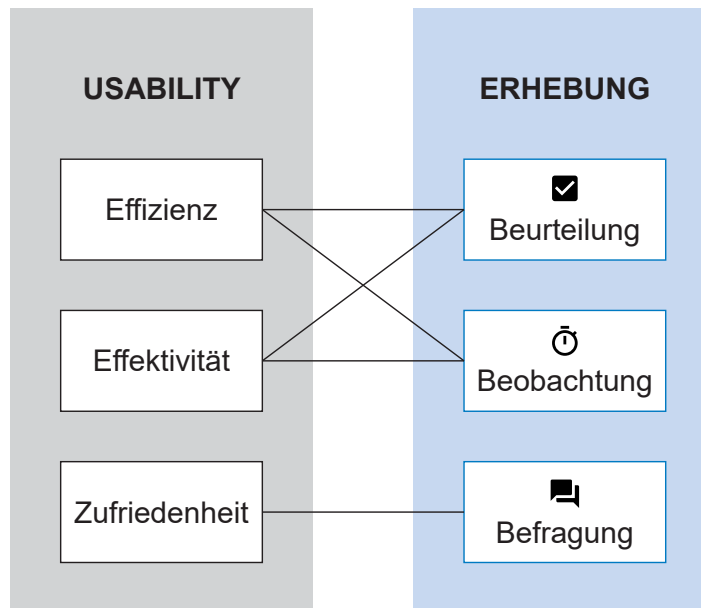 USABILITY
ERHEBUNG
Effizienz
Beurteilung
Effektivität
Beobachtung
Zufriedenheit
Befragung